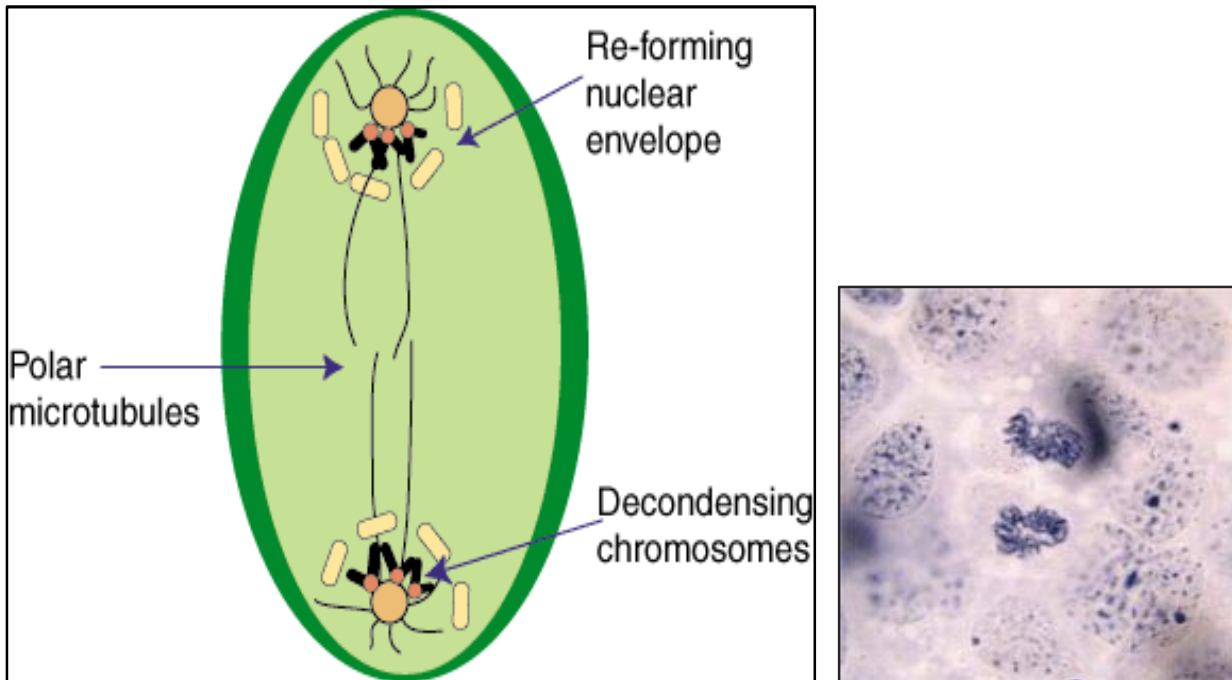 Re-forming
nuclear
envelope
Polar
microtubules
Decondensing
chromosomes